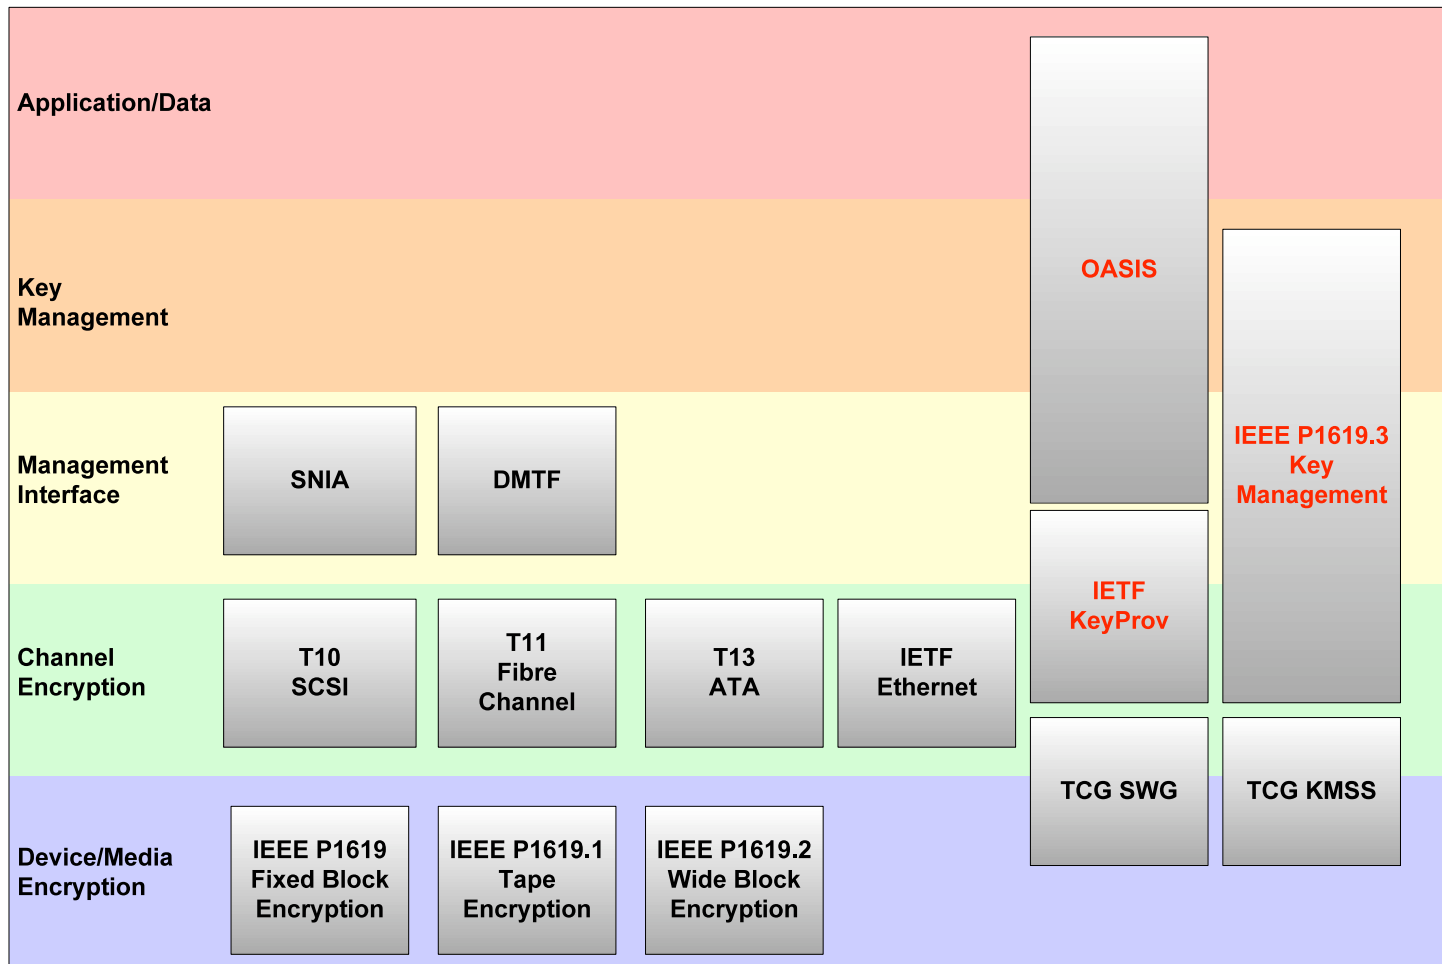 Application/Data
Key
Management
OASIS
IEEE P1619.3
Key
Management
Management
Interface
SNIA
DMTF
IETF
KeyProv
Channel
Encryption
T10
SCSI
T11
Fibre
Channel
T13
ATA
IETF
Ethernet
TCG SWG
TCG KMSS
Device/Media
Encryption
IEEE P1619
Fixed Block
Encryption
IEEE P1619.1
Tape
Encryption
IEEE P1619.2
Wide Block
Encryption